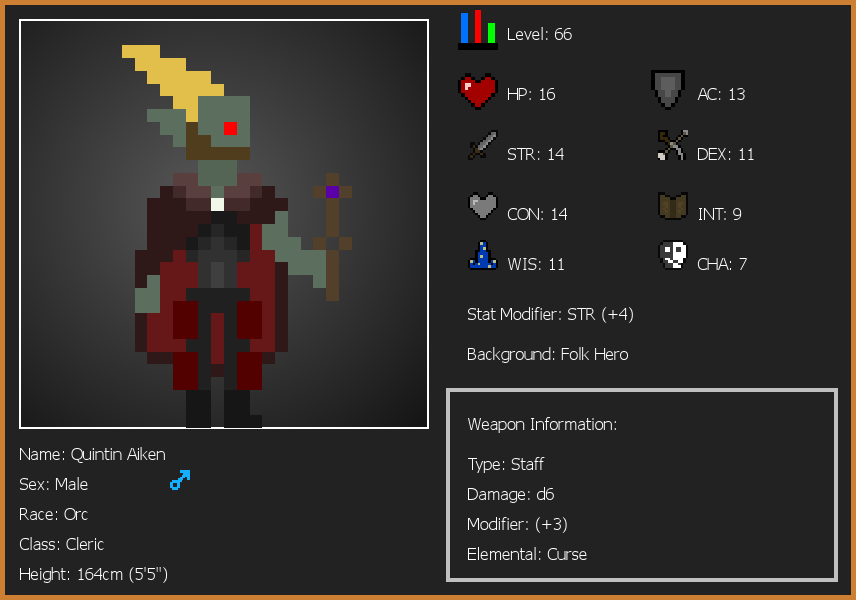 Level: 66
HP: 16
AC: 13
STR: 14
DEX: 11
CON: 14
INT: 9
WIS: 11
CHA: 7
Stat Modifier: STR (+4)
Background: Folk Hero
Weapon Information:
Type: Staff
Damage: d6
Modifier: (+3)
Elemental: Curse
Name: Quintin Aiken
Sex: Male
Race: Orc
Class: Cleric
Height: 164cm (5'5")